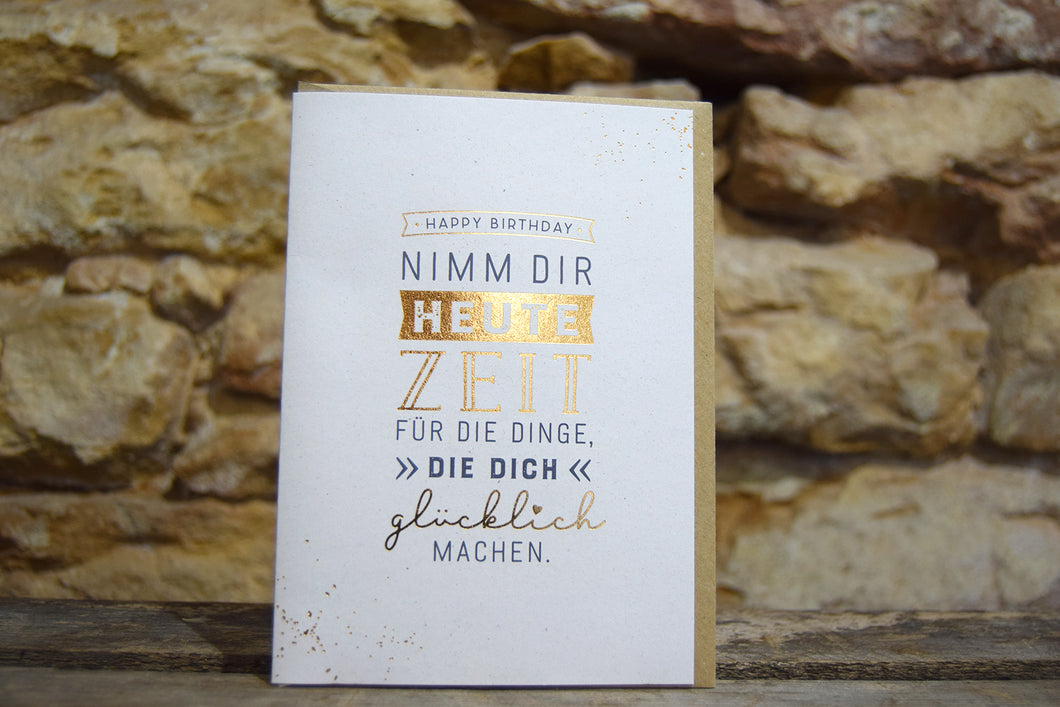 HAPPY BIRTHDAY
NIMM DIR
HEUTE
ZEIT
FÜR DIE DINGE,
» DIE DICH «
glücklich
MACHEN.